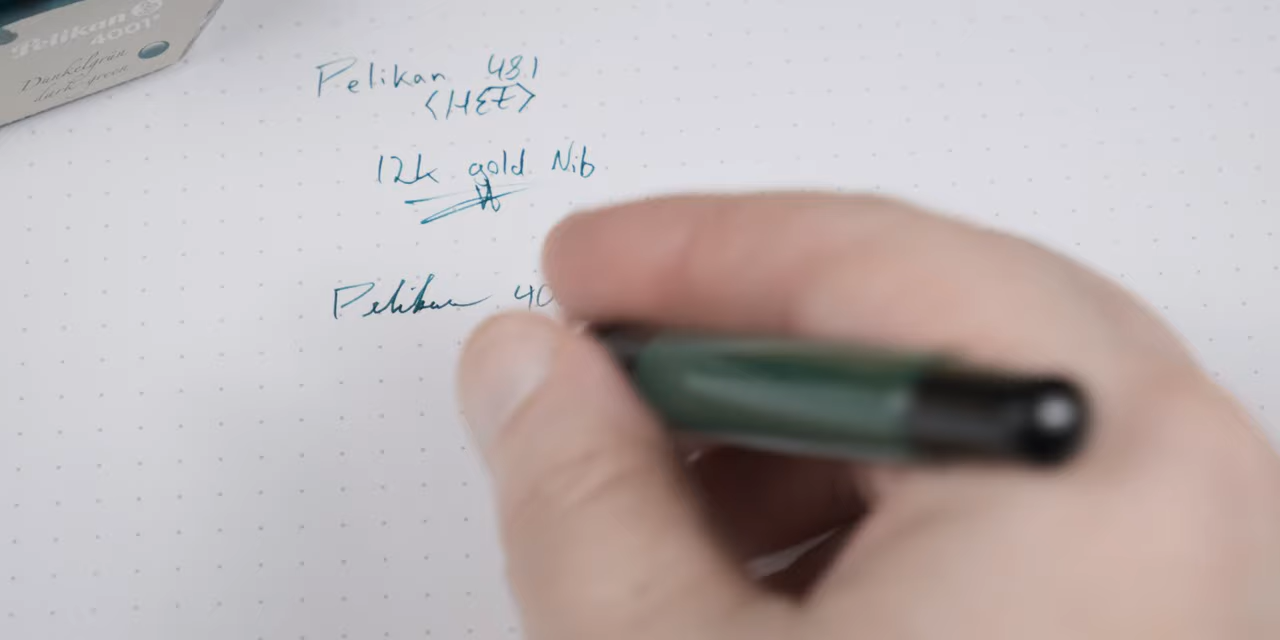 Pelikan
4001
Dunkelgrün
dark green
Pelikan 481
<HEF>
12k gold Nib
Pelikan 40